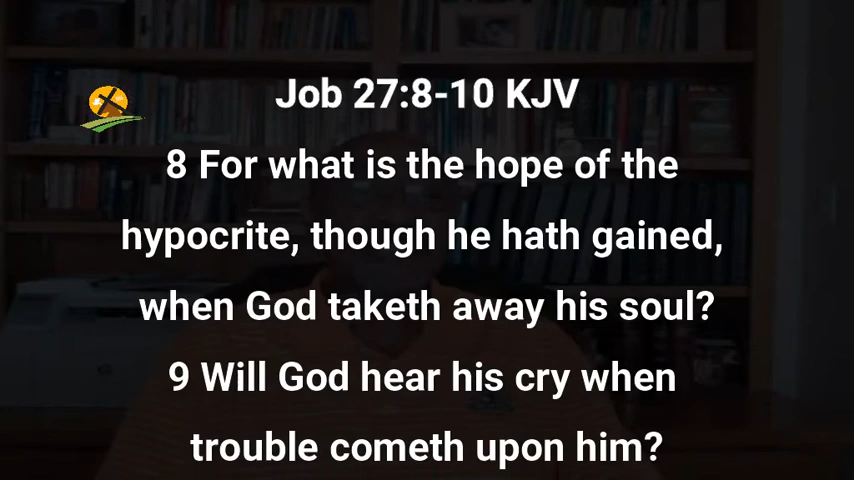 Job 27:8-10 KJV
8 For what is the hope of the
hypocrite, though he hath gained,
when God taketh away his soul?
9 Will God hear his cry when
trouble cometh upon him?